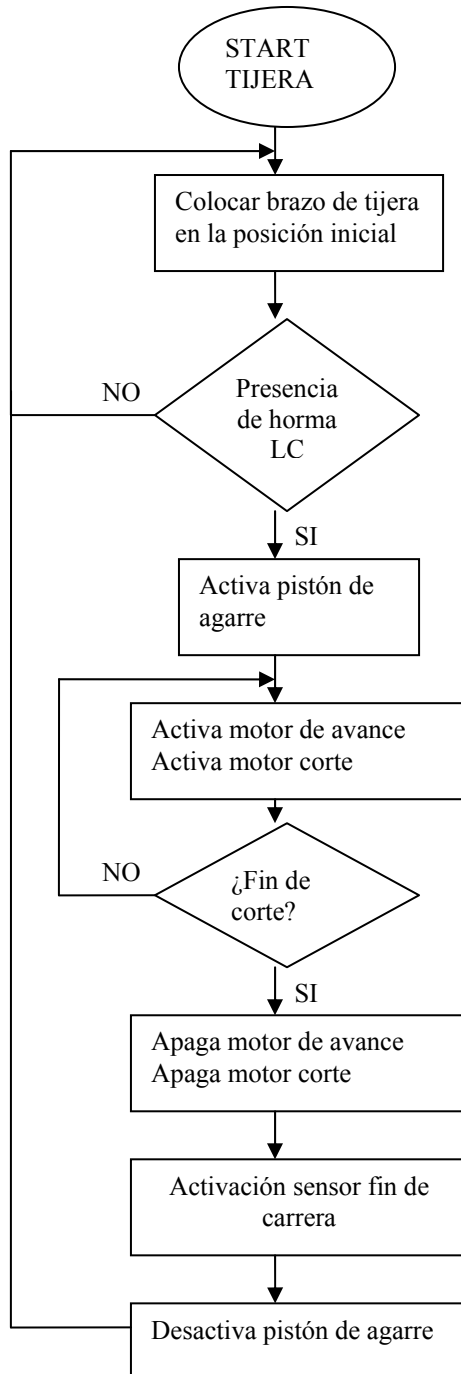 START
TIJERA
Colocar brazo de tijera
en la posición inicial
NO
Presencia
de horma
LC
SI
Activa pistón de
agarre
Activa motor de avance
Activa motor corte
NO
¿Fin de
corte?
SI
Apaga motor de avance
Apaga motor corte
Activación sensor fin de
carrera
Desactiva pistón de agarre